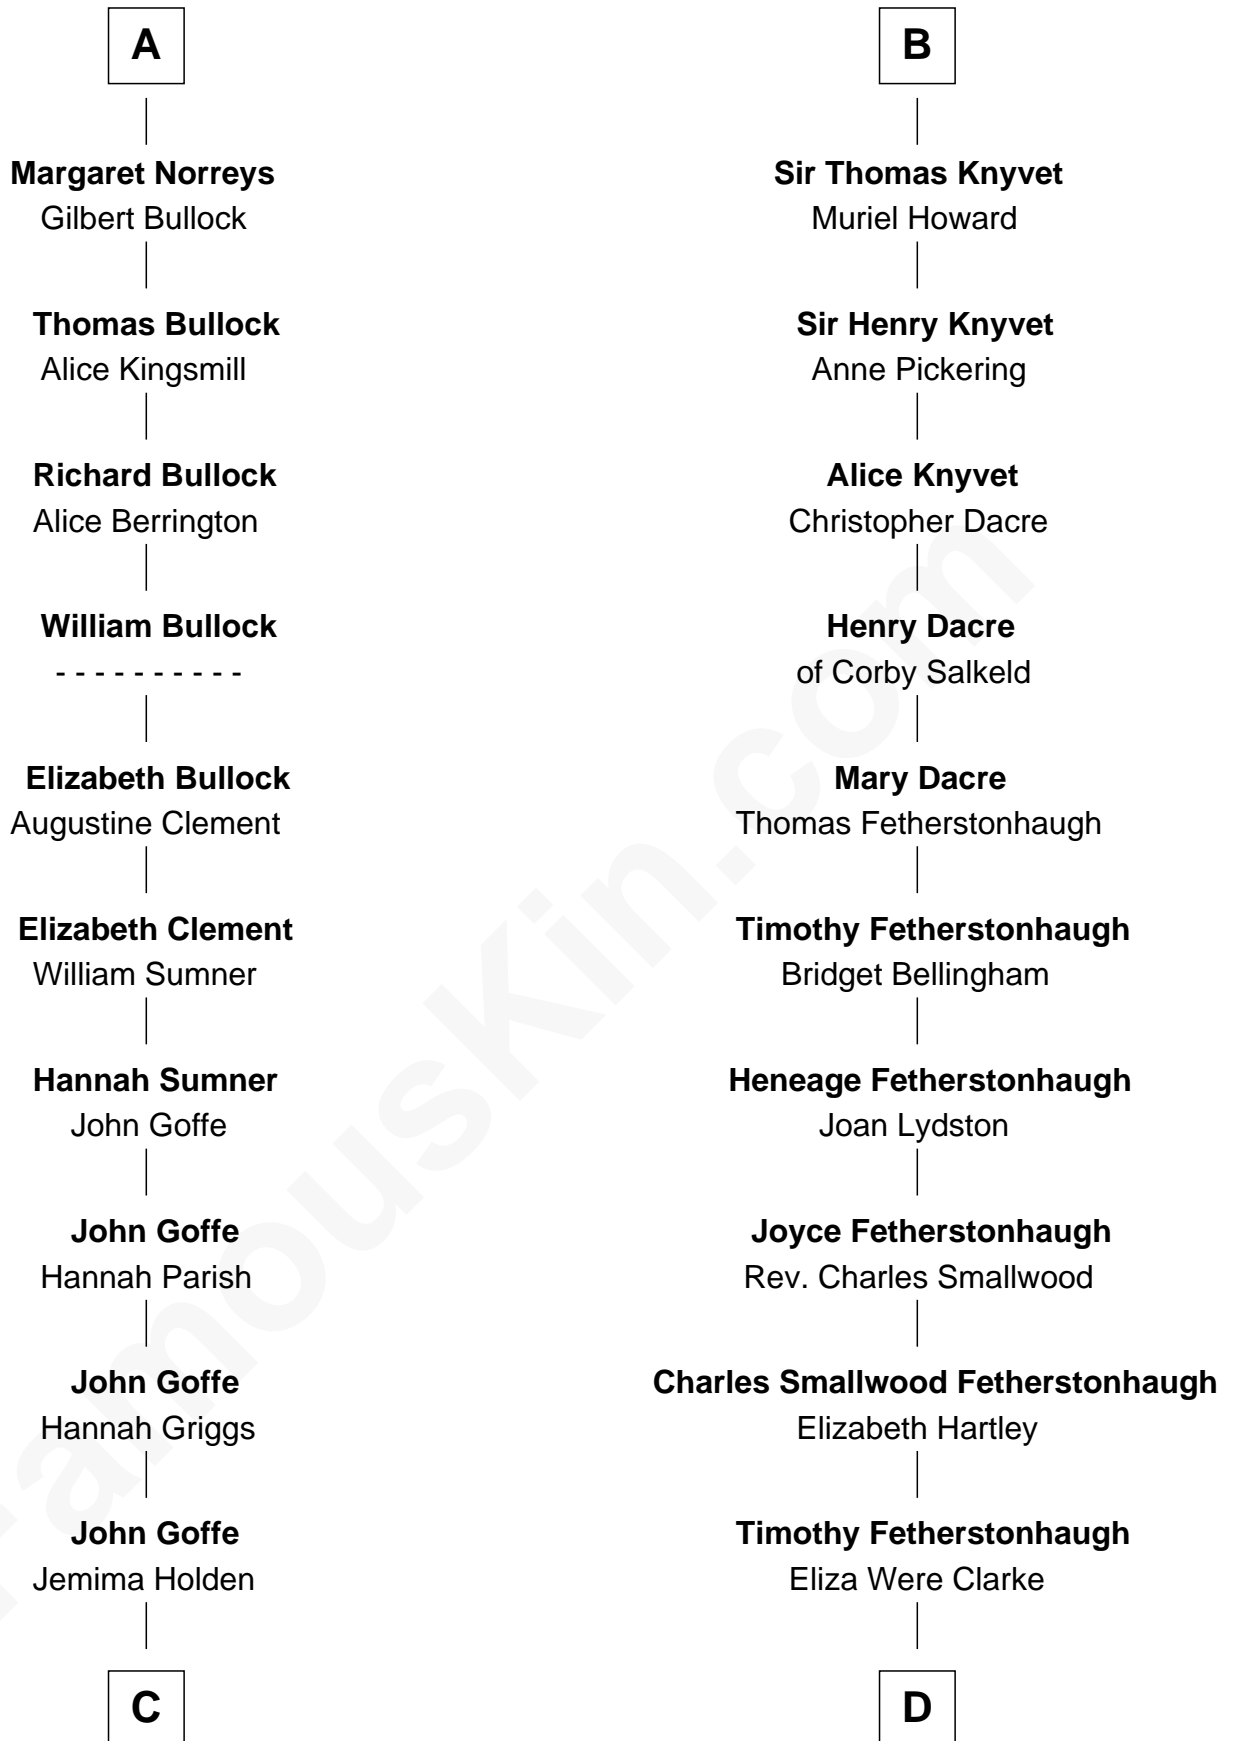 A
Margaret Norreys
Gilbert Bullock
Thomas Bullock
Alice Kingsmill
Richard Bullock
Alice Berrington
William Bullock
- - - - - - - - - -
Elizabeth Bullock
Augustine Clement
Elizabeth Clement
William Sumner
Hannah Sumner
John Goffe
John Goffe
Hannah Parish
John Goffe
Hannah Griggs
John Goffe
Jemima Holden
C
B
Sir Thomas Knyvet
Muriel Howard
Sir Henry Knyvet
Anne Pickering
Alice Knyvet
Christopher Dacre
Henry Dacre
of Corby Salkeld
Mary Dacre
Thomas Fetherstonhaugh
Timothy Fetherstonhaugh
Bridget Bellingham
Heneage Fetherstonhaugh
Joan Lydston
Joyce Fetherstonhaugh
Rev. Charles Smallwood
Charles Smallwood Fetherstonhaugh
Elizabeth Hartley
Timothy Fetherstonhaugh
Eliza Were Clarke
D
FamousKin.com